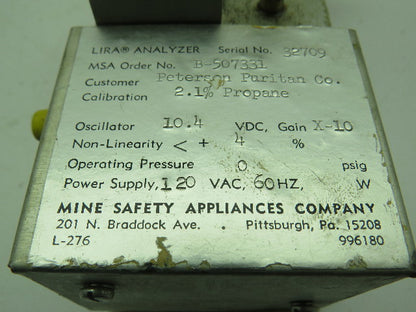 LIRA® ANALYZER Serial No. 32709
MSA Order No. B-507331
Customer Peterson Puritan Co.
Calibration 2.1% Propane
Oscillator 10.4 VDC, Gain X-10
Non-Linearity < + 4 %
Operating Pressure 0 psig
Power Supply, 120 VAC, 60 HZ, W
MINE SAFETY APPLIANCES COMPANY
201 N. Braddock Ave. . Pittsburgh, Pa. 15208
L-276 996180